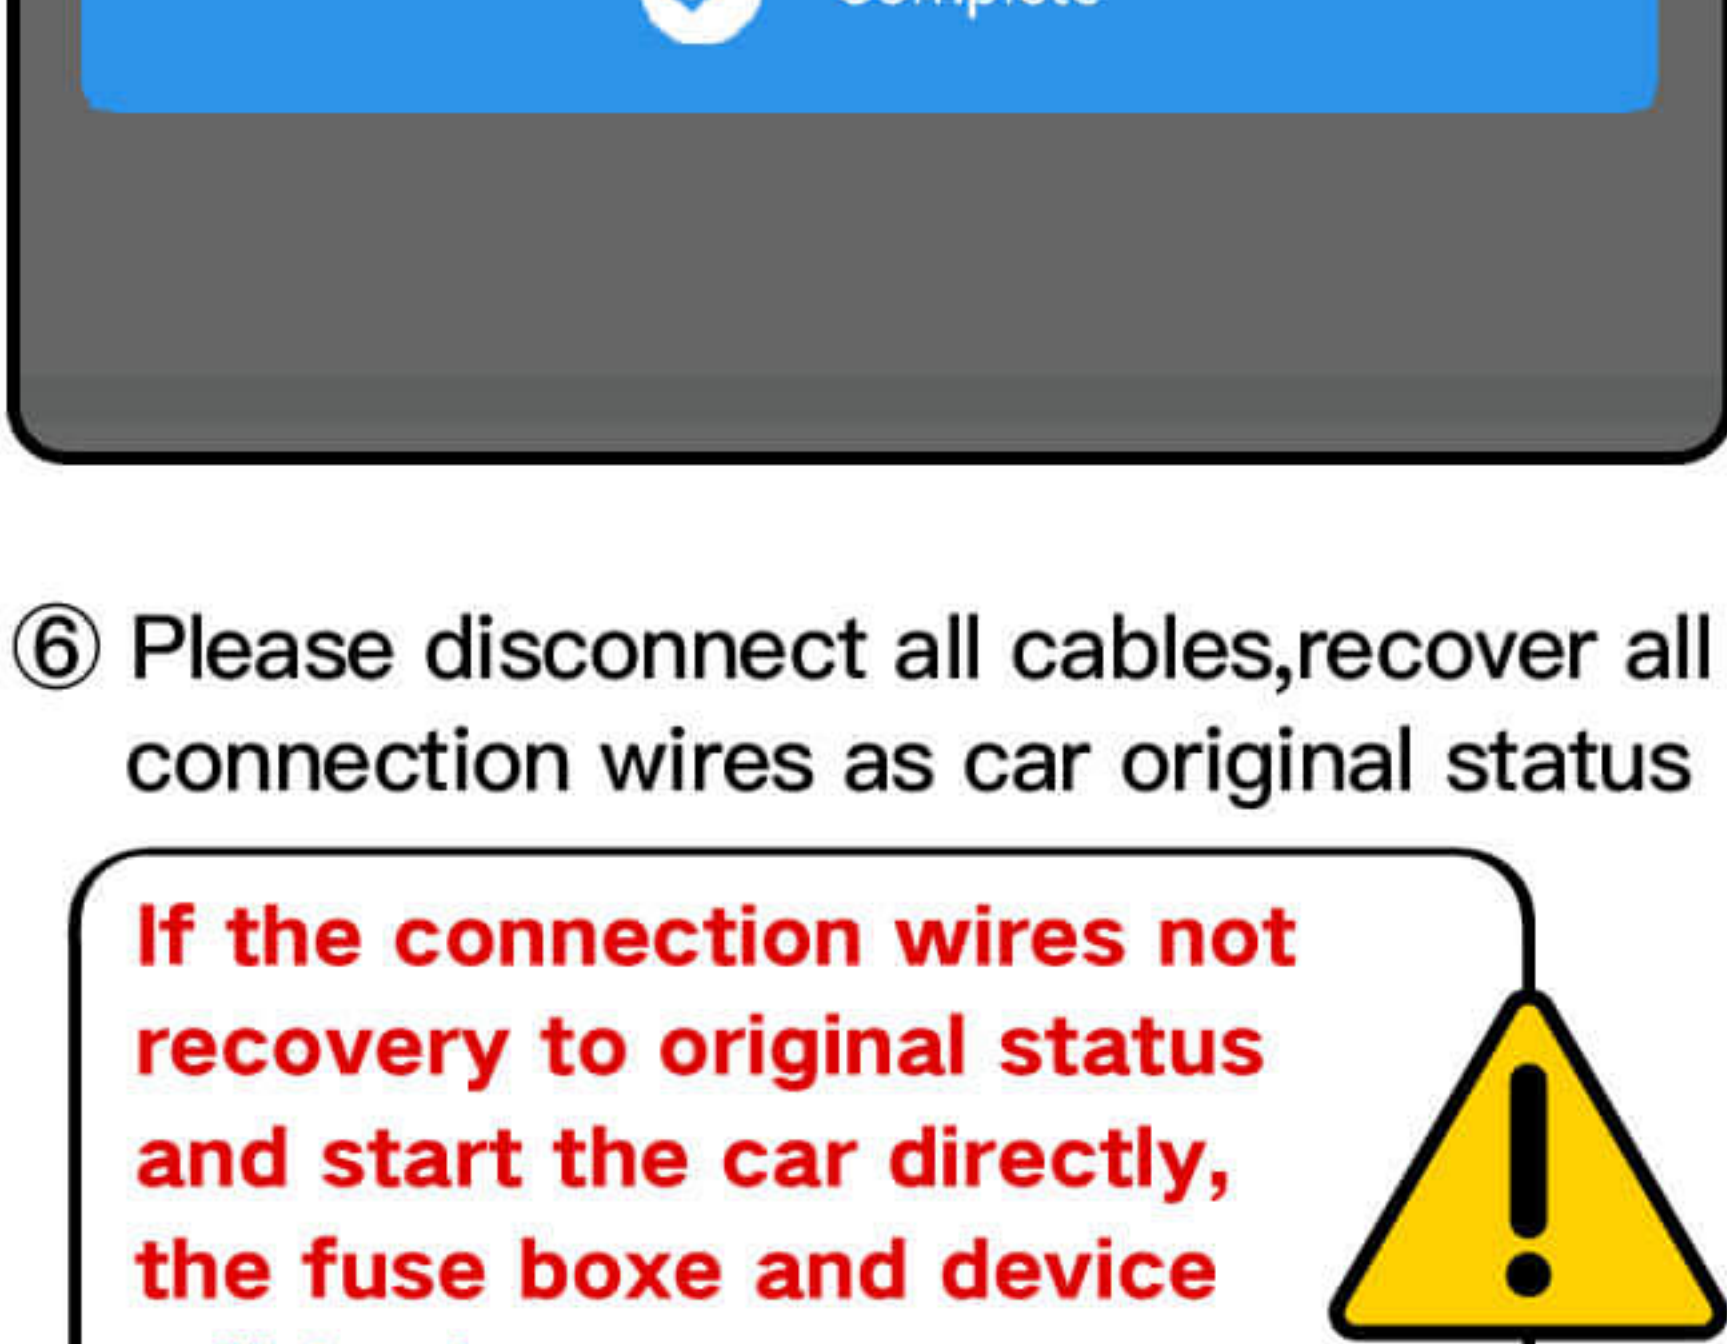 Complete
⑥ Please disconnect all cables,recover all
connection wires as car original status
If the connection wires not
recovery to original status
and start the car directly,
the fuse boxe and device